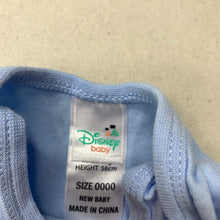 Disney
baby
HEIGHT 56cm
SIZE 0000
NEW BABY
MADE IN CHINA